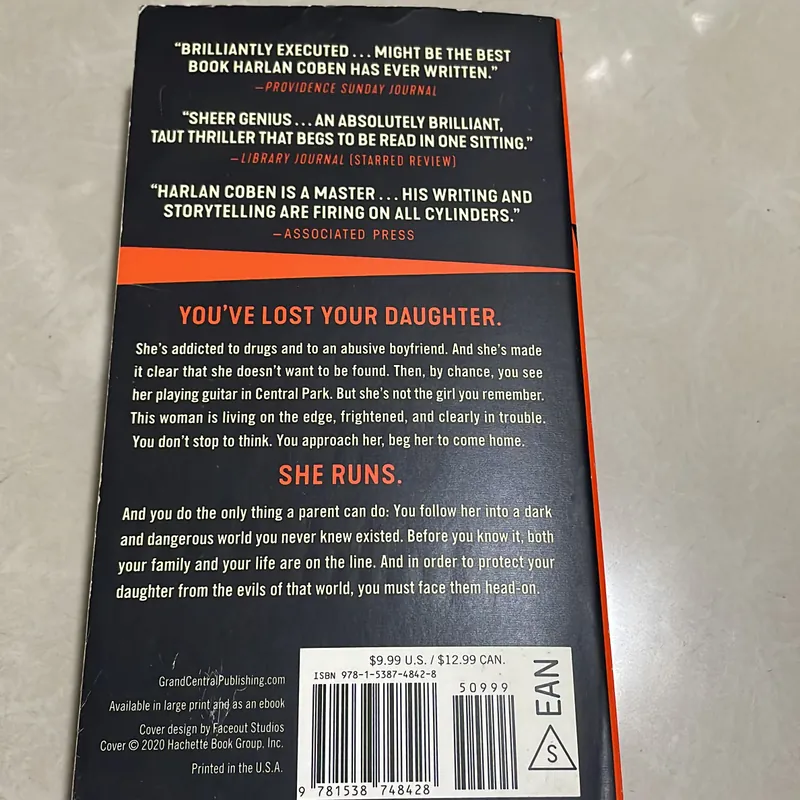 “BRILLIANTLY EXECUTED . . . MIGHT BE THE BEST
BOOK HARLAN COBEN HAS EVER WRITTEN.”
—PROVIDENCE SUNDAY JOURNAL
“SHEER GENIUS . . . AN ABSOLUTELY BRILLIANT,
TAUT THRILLER THAT BEGS TO BE READ IN ONE SITTING.”
—LIBRARY JOURNAL (STARRED REVIEW)
“HARLAN COBEN IS A MASTER . . . HIS WRITING AND
STORYTELLING ARE FIRING ON ALL CYLINDERS.”
—ASSOCIATED PRESS
YOU’VE LOST YOUR DAUGHTER.
She’s addicted to drugs and to an abusive boyfriend. And she’s made
it clear that she doesn’t want to be found. Then, by chance, you see
her playing guitar in Central Park. But she’s not the girl you remember.
This woman is living on the edge, frightened, and clearly in trouble.
You don’t stop to think. You approach her, beg her to come home.
SHE RUNS.
And you do the only thing a parent can do: You follow her into a dark
and dangerous world you never knew existed. Before you know it, both
your family and your life are on the line. And in order to protect your
daughter from the evils of that world, you must face them head-on.
GrandCentralPublishing.com
Available in large print and as an ebook
Cover design by Faceout Studios
Cover © 2020 Hachette Book Group, Inc.
Printed in the U.S.A.
$9.99 U.S. / $12.99 CAN.
ISBN 978-1-5387-4842-8
50999
9 781538 748428
EAN
S